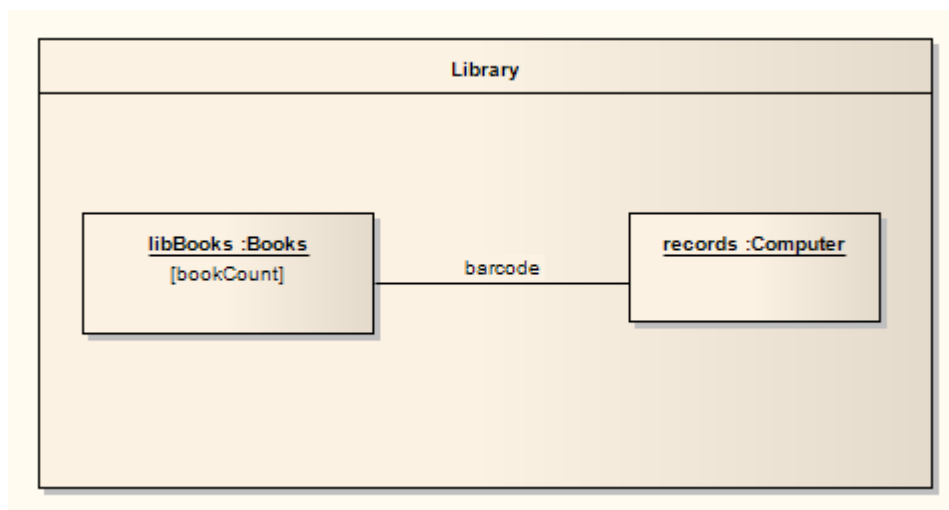 Library
libBooks :Books
[bookCount]
barcode
records :Computer